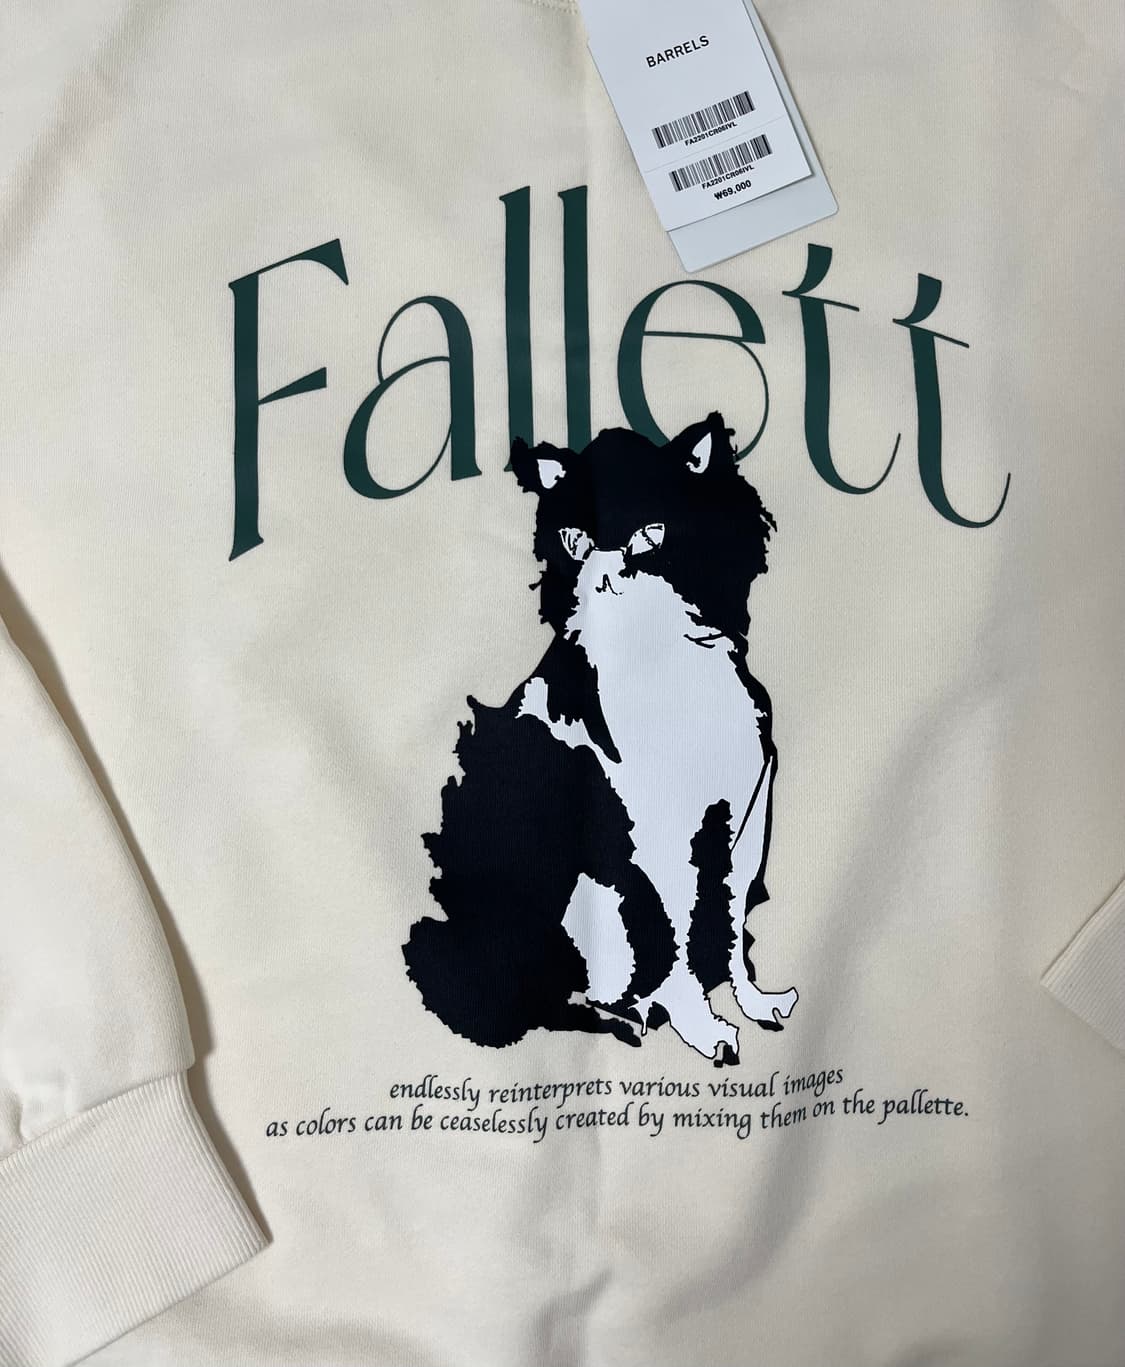 BARRELS
FA2201CR06IVL
FA2201CR06IVL
₩69,000
Fallett
endlessly reinterprets various visual images
as colors can be ceaselessly created by mixing them on the pallette.